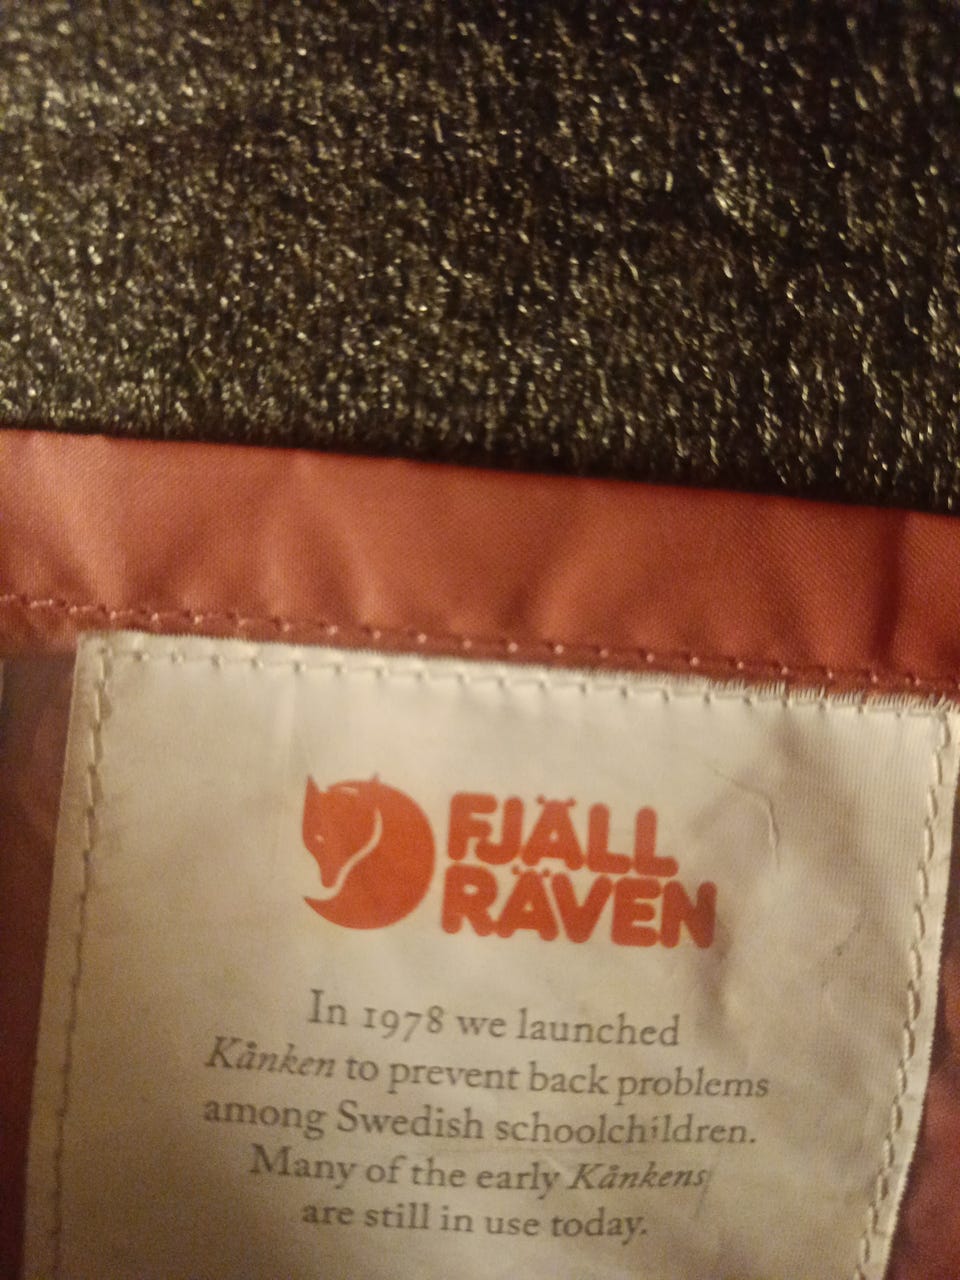 FJÄLL
RÄVEN
In 1978 we launched
Kånken to prevent back problems
among Swedish schoolchildren.
Many of the early Kånkens
are still in use today.